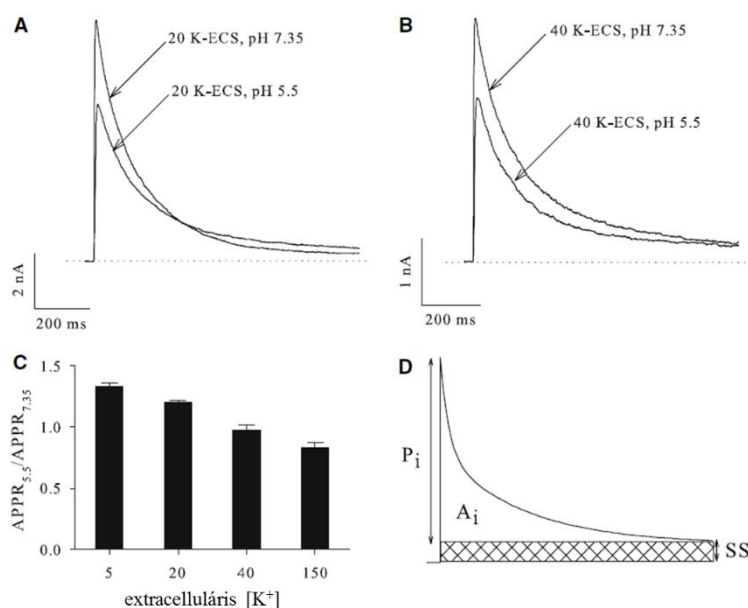 A
20 K-ECS, pH 7.35
20 K-ECS, pH 5.5
2 nA
200 ms
B
40 K-ECS, pH 7.35
40 K-ECS, pH 5.5
1 nA
200 ms
C
APPR5.5/APPR7.35
1.5
1.0
0.5
0.0
5 20 40 150
extracelluláris [K+]
D
Pi
Ai
SS